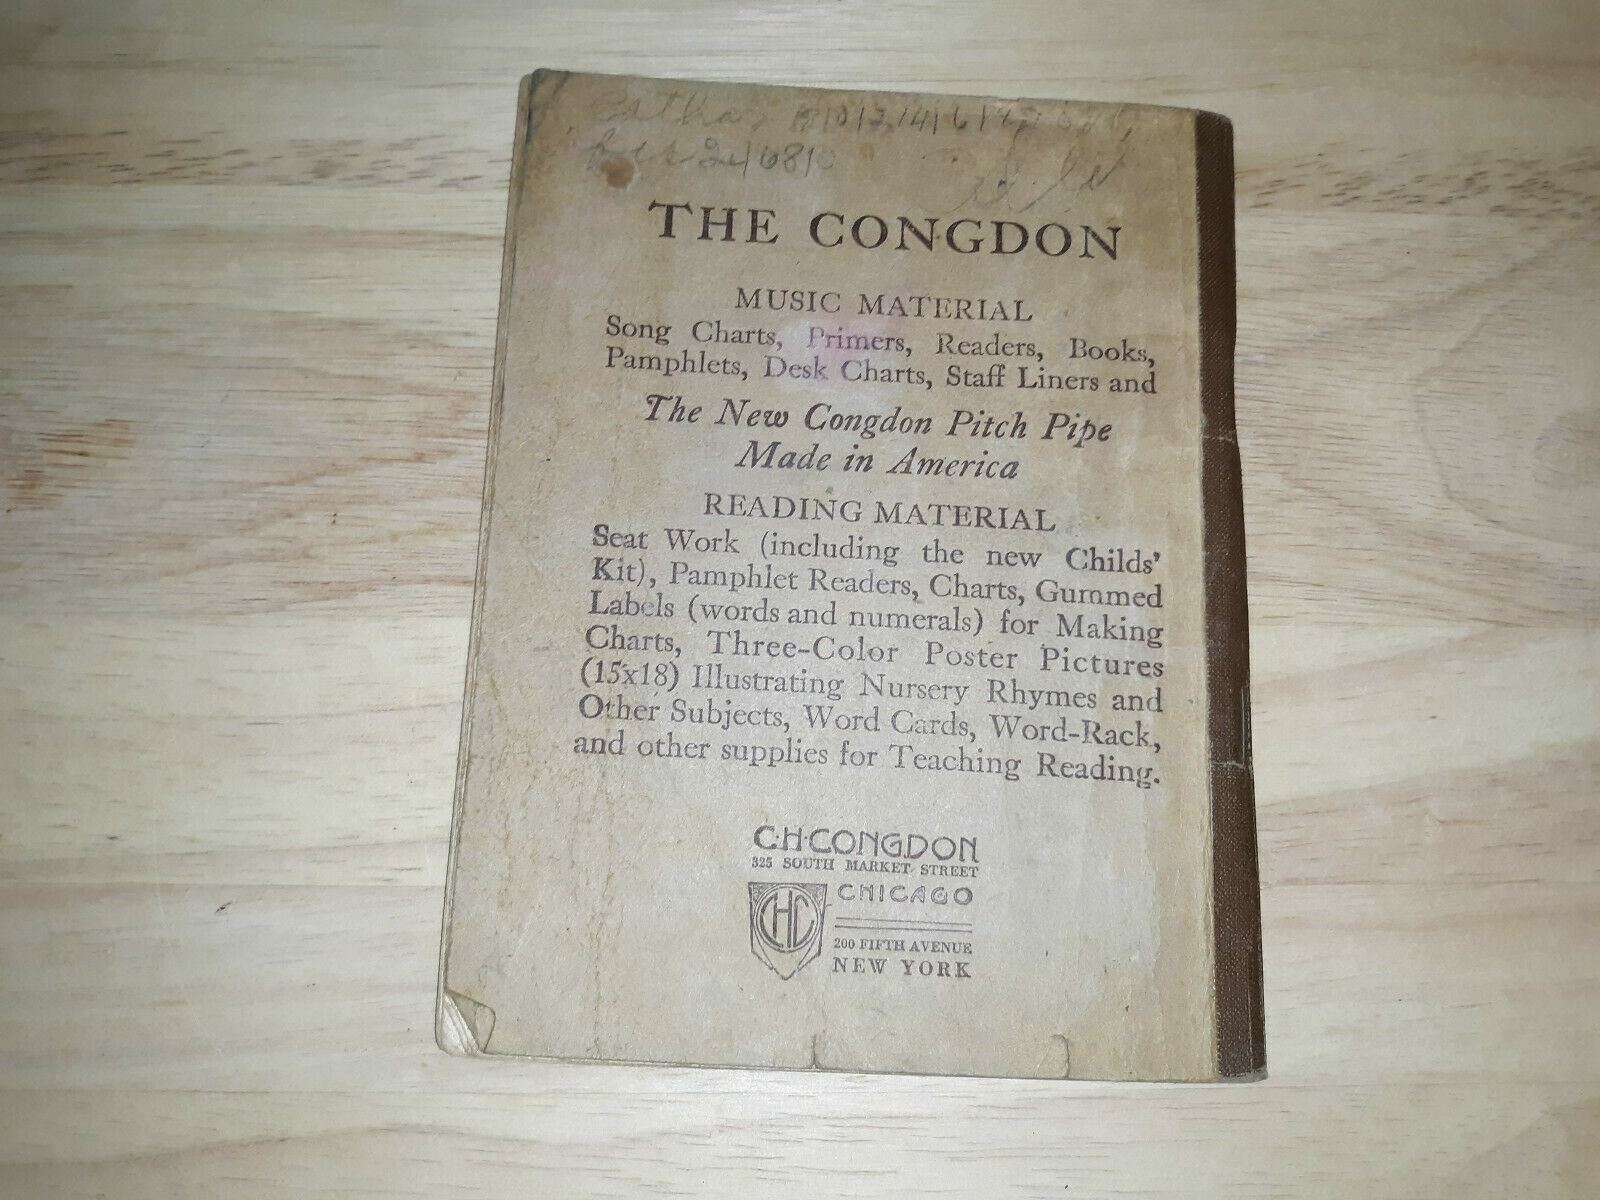 THE CONGDON
MUSIC MATERIAL
Song Charts, Primers, Readers, Books,
Pamphlets, Desk Charts, Staff Liners and
The New Congdon Pitch Pipe
Made in America
READING MATERIAL
Seat Work (including the new Childs'
Kit), Pamphlet Readers, Charts, Gummed
Labels (words and numerals) for Making
Charts, Three-Color Poster Pictures
(15x18) Illustrating Nursery Rhymes and
Other Subjects, Word Cards, Word-Rack,
and other supplies for Teaching Reading.
C·H·CONGDON
325 SOUTH MARKET STREET
CHICAGO
CHC
200 FIFTH AVENUE
NEW YORK